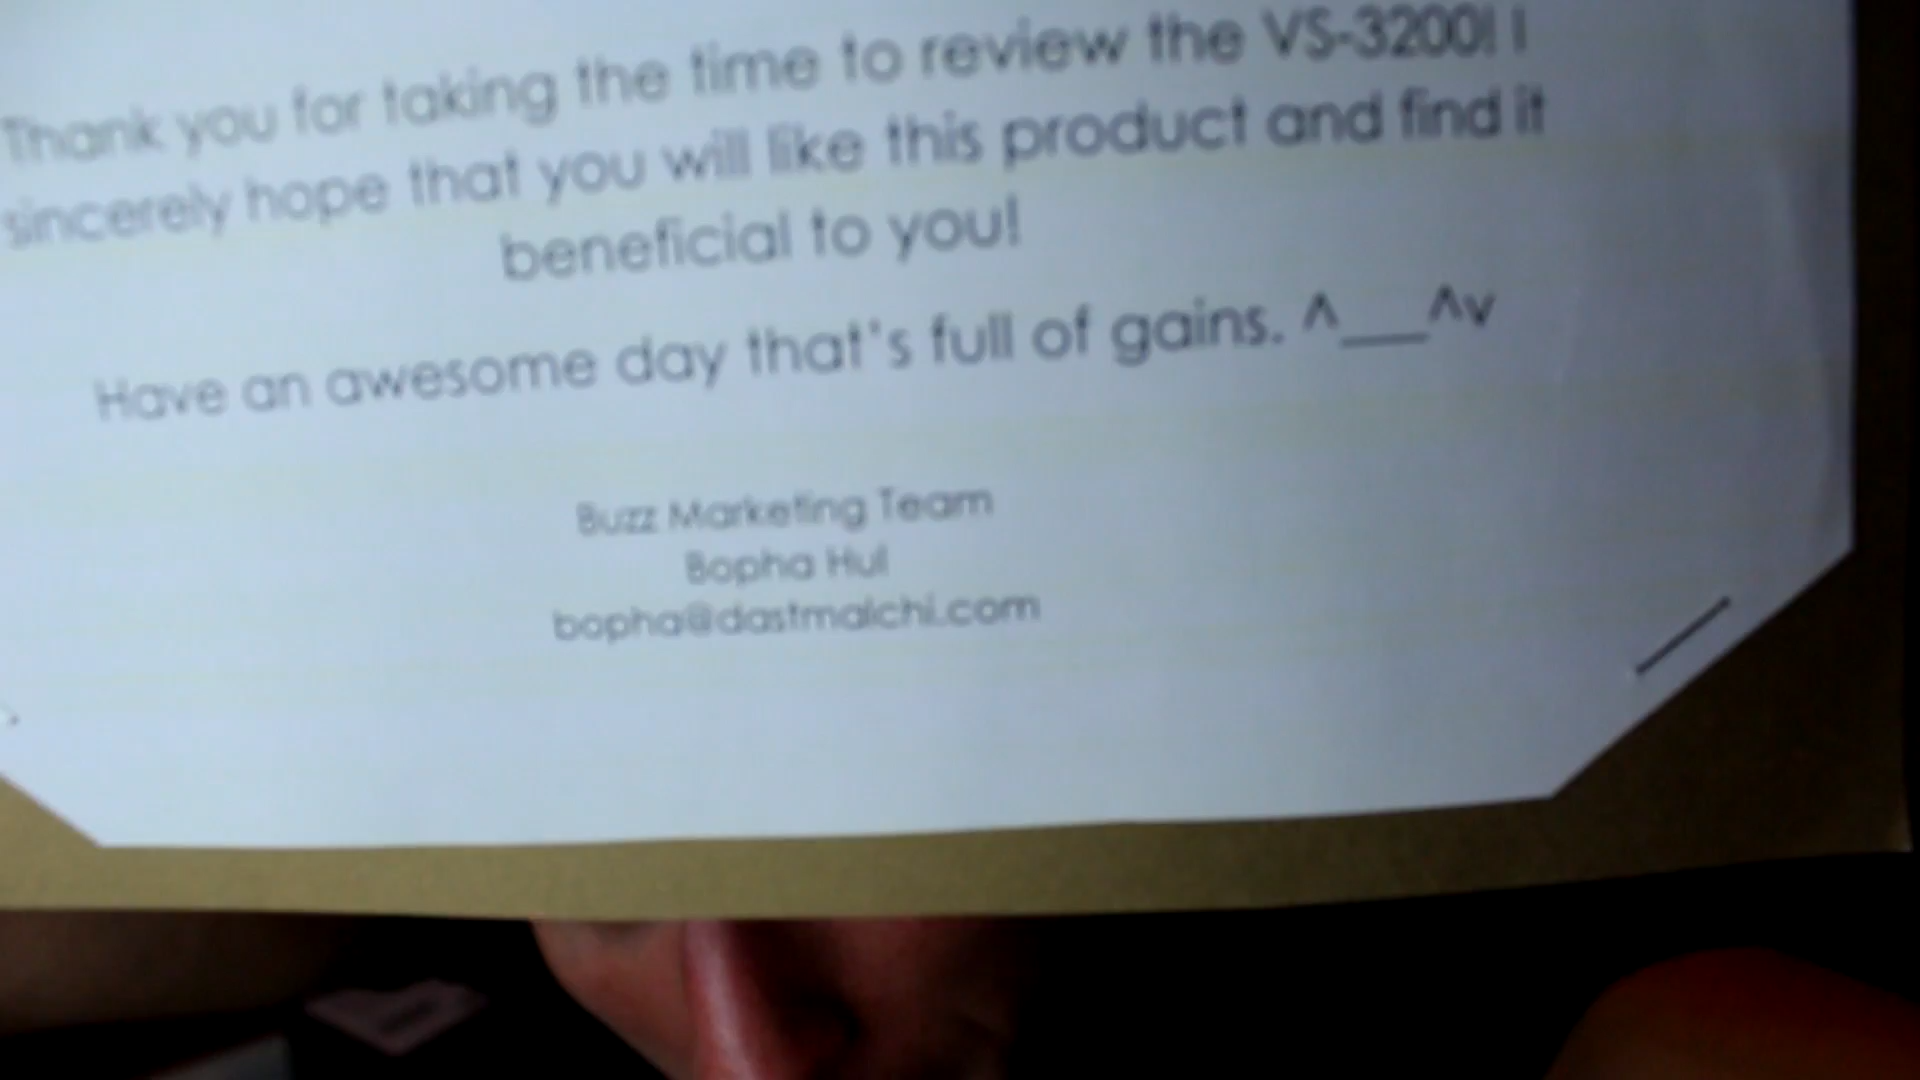 Thank you for taking the time to review the VS-3200! I
sincerely hope that you will like this product and find it
beneficial to you!
Have an awesome day that's full of gains. ^___^v
Buzz Marketing Team
Bopha Hul
bopha@dastmalchi.com